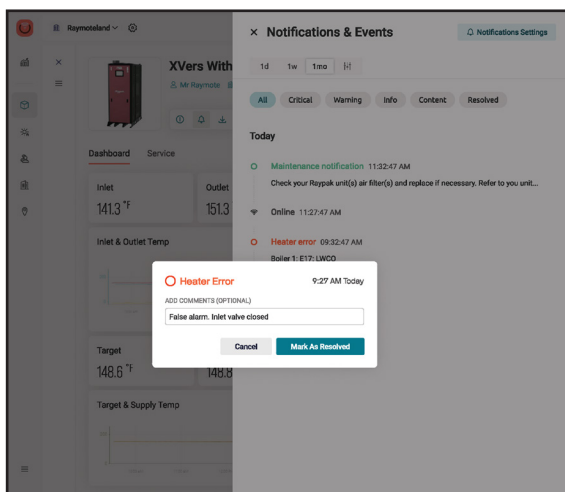 Raymoteland
× Notifications & Events
Notifications Settings
XVers With
Mr Raymote
1d 1w 1mo
All Critical Warning Info Content Resolved
Today
Dashboard Service
Maintenance notification 11:32:47 AM
Check your Raypak unit(s) air filter(s) and replace if necessary. Refer to you unit...
Inlet
141.3 °F
Outlet
151.3
Online 11:27:47 AM
Inlet & Outlet Temp
Heater error 09:32:47 AM
Boiler 1: E17: LWCO
Heater Error
9:27 AM Today
ADD COMMENTS (OPTIONAL)
False alarm. Inlet valve closed
Cancel Mark As Resolved
Target
148.6 °F
148.8
Target & Supply Temp